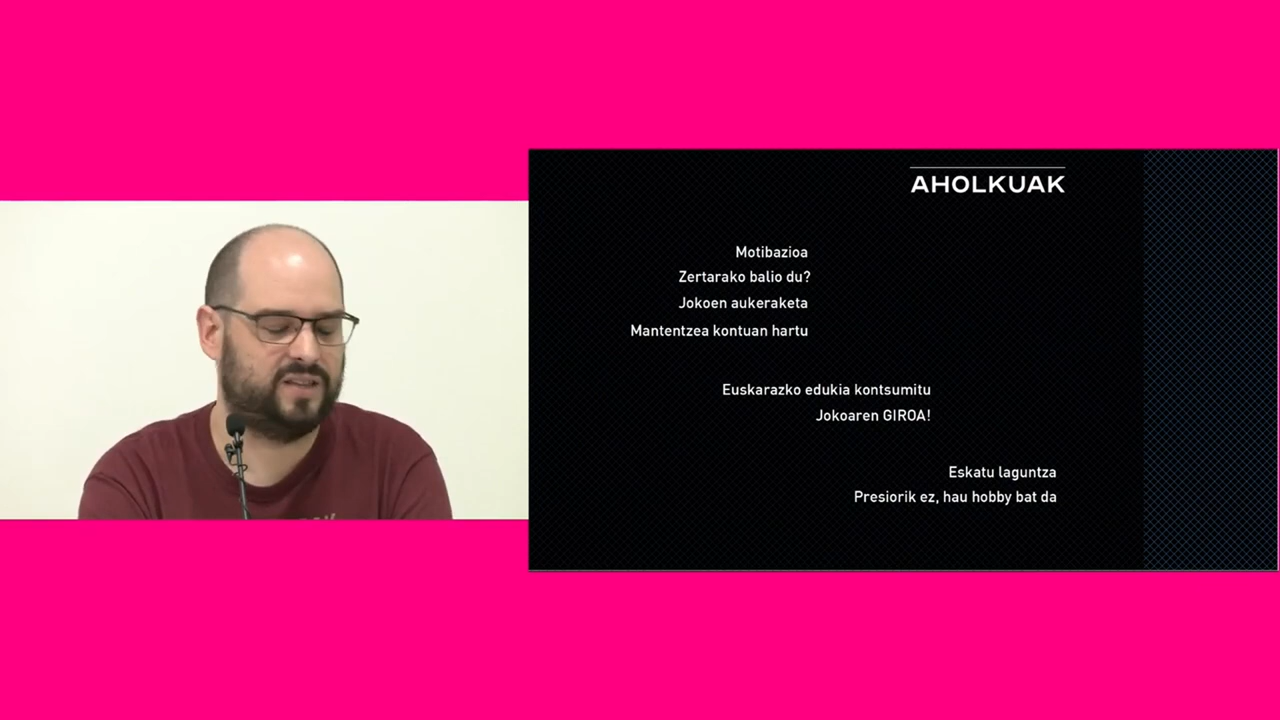 AHOLKUAK
Motibazioa
Zertarako balio du?
Jokoen aukeraketa
Mantentzea kontuan hartu
Euskarazko edukia kontsumitu
Jokoaren GIROA!
Eskatu laguntza
Presiorik ez, hau hobby bat da